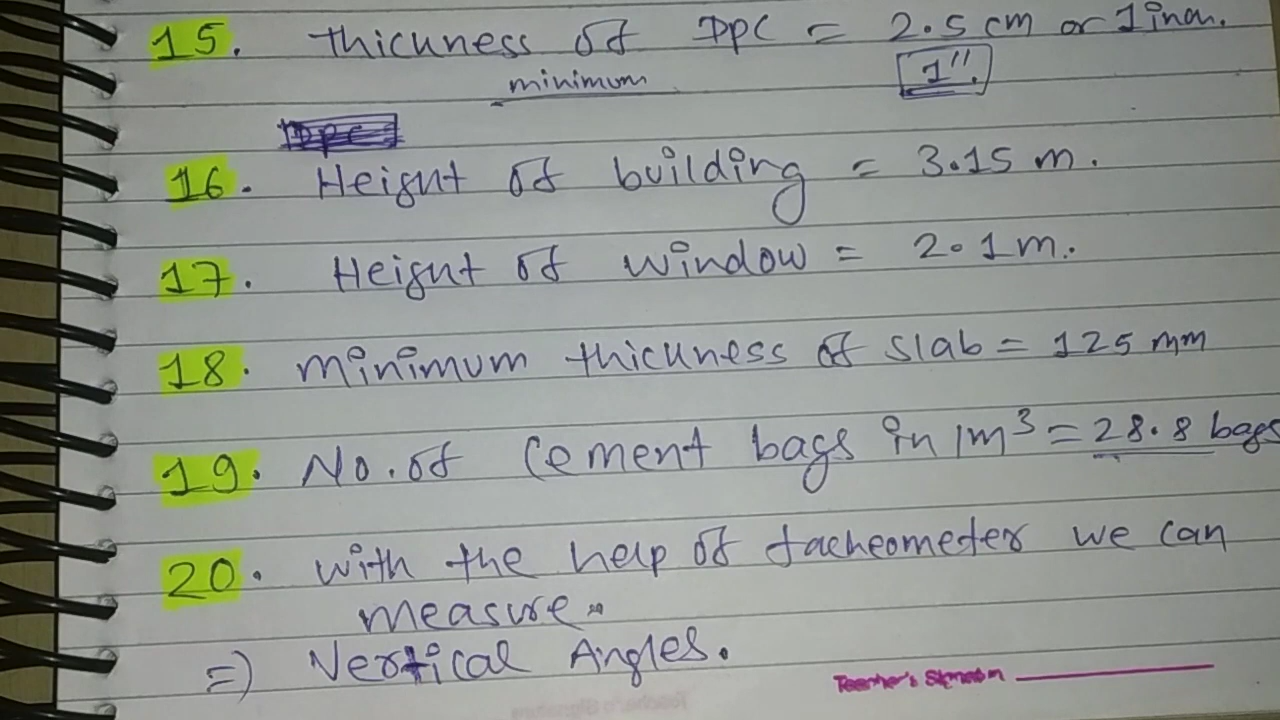 15. thickness of DPC = 2.5 cm or 1 inch.
minimum 1".
16. Height of building = 3.15 m.
17. Height of window = 2.1 m.
18. minimum thickness of slab = 125 mm
19. No. of Cement bags in 1m³ = 28.8 bags
20. with the help of tacheometer we can
measure..
=) Vertical Angles.
Teacher's Signature